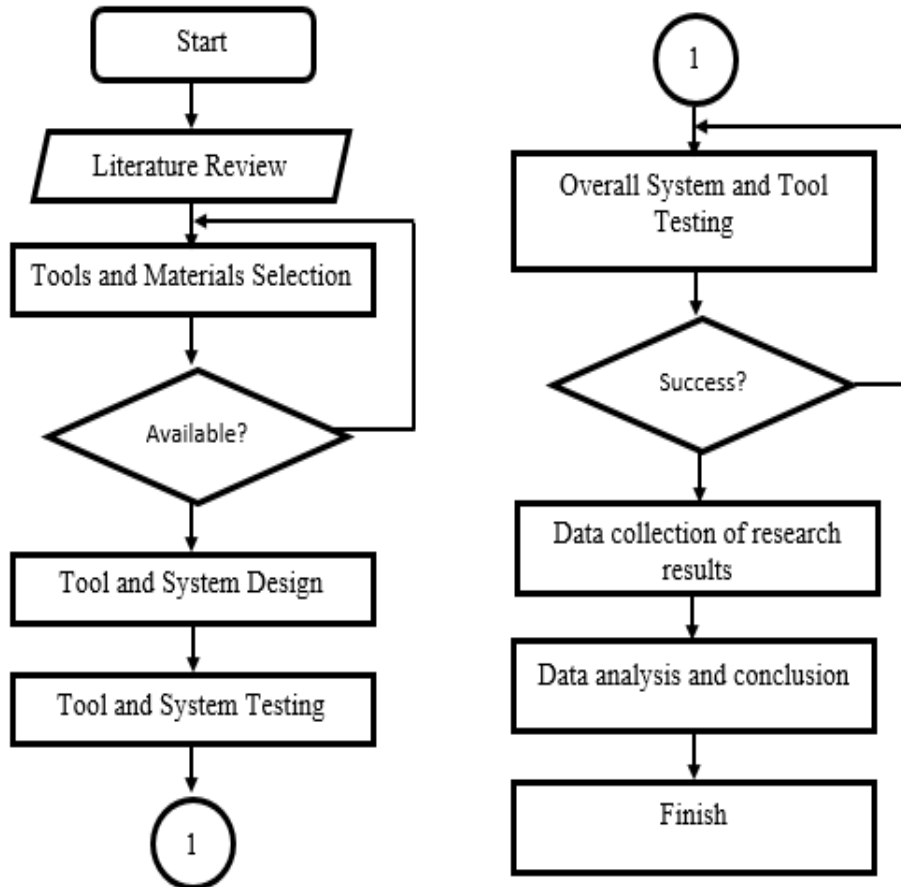 Start
Literature Review
Tools and Materials Selection
Available?
Tool and System Design
Tool and System Testing
1
1
Overall System and Tool
Testing
Success?
Data collection of research
results
Data analysis and conclusion
Finish